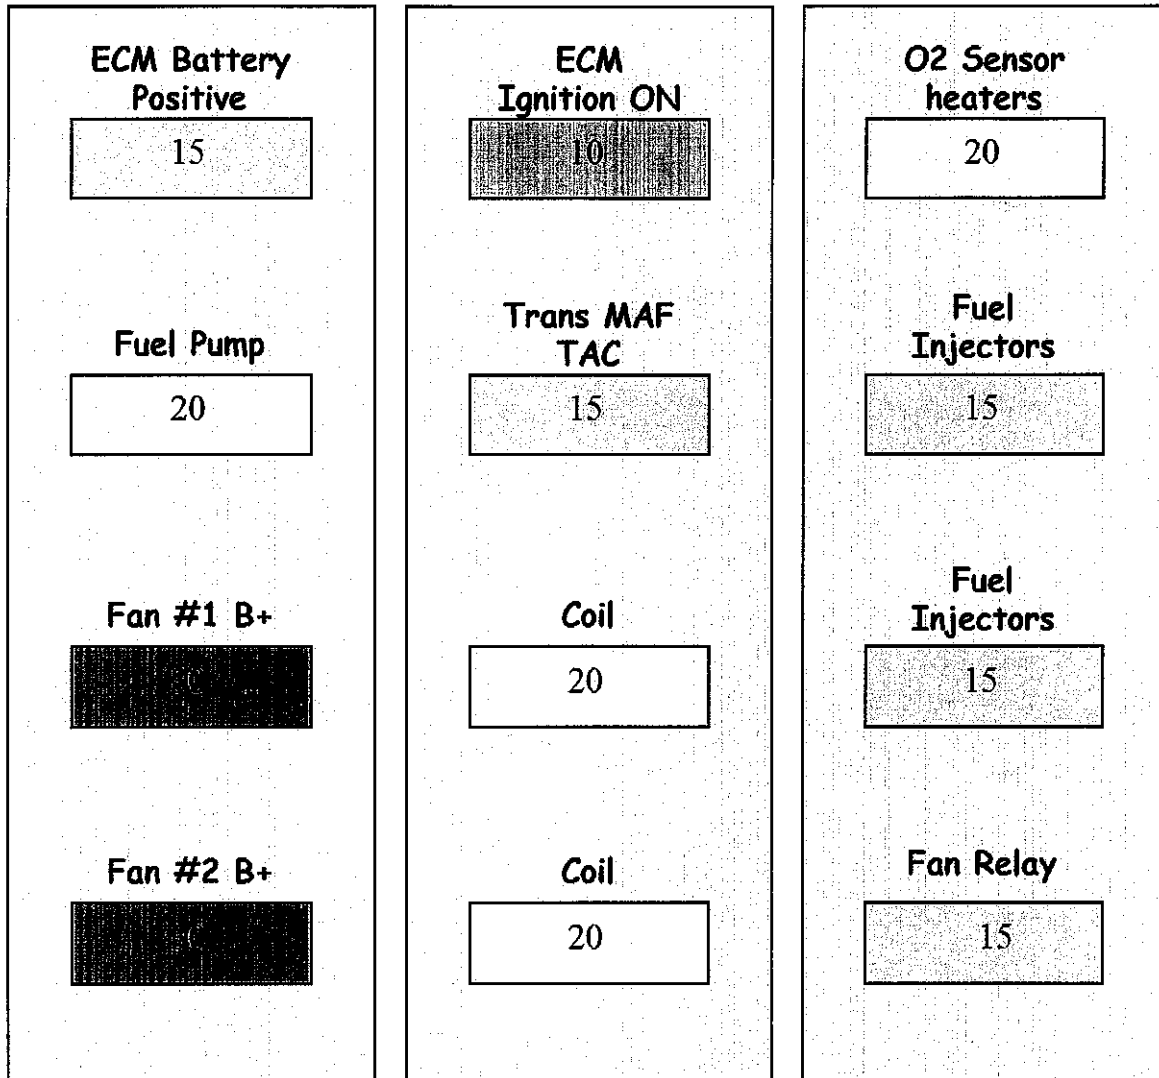 ECM Battery
Positive
15
Fuel Pump
20
Fan #1 B+
Fan #2 B+
ECM
Ignition ON
10
Trans MAF
TAC
15
Coil
20
Coil
20
O2 Sensor
heaters
20
Fuel
Injectors
15
Fuel
Injectors
15
Fan Relay
15